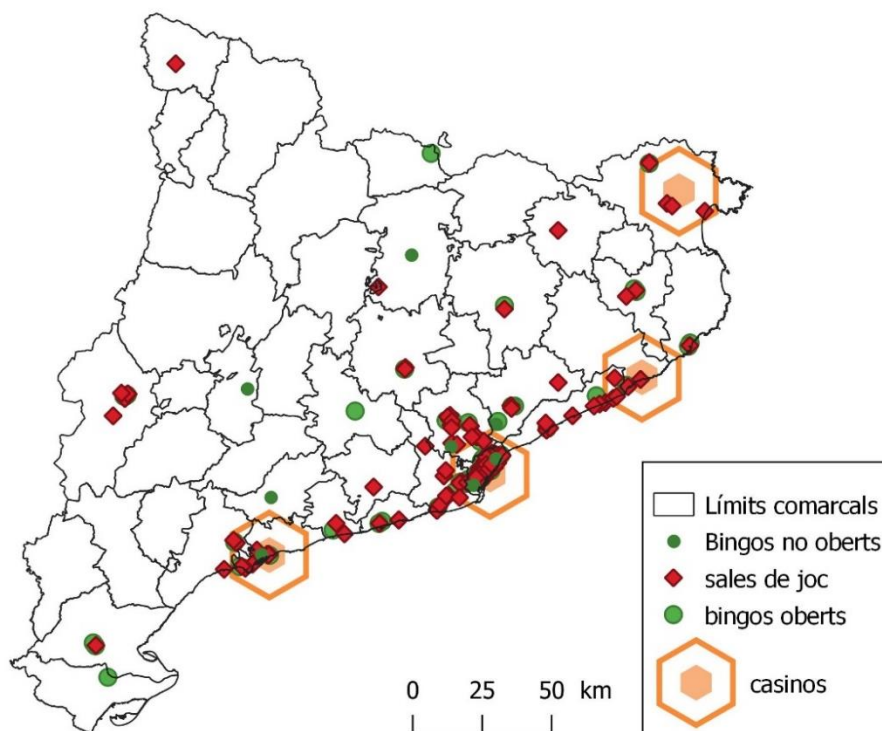 Límits comarcals
Bingos no oberts
sales de joc
bingos oberts
casinos
0 25 50 km